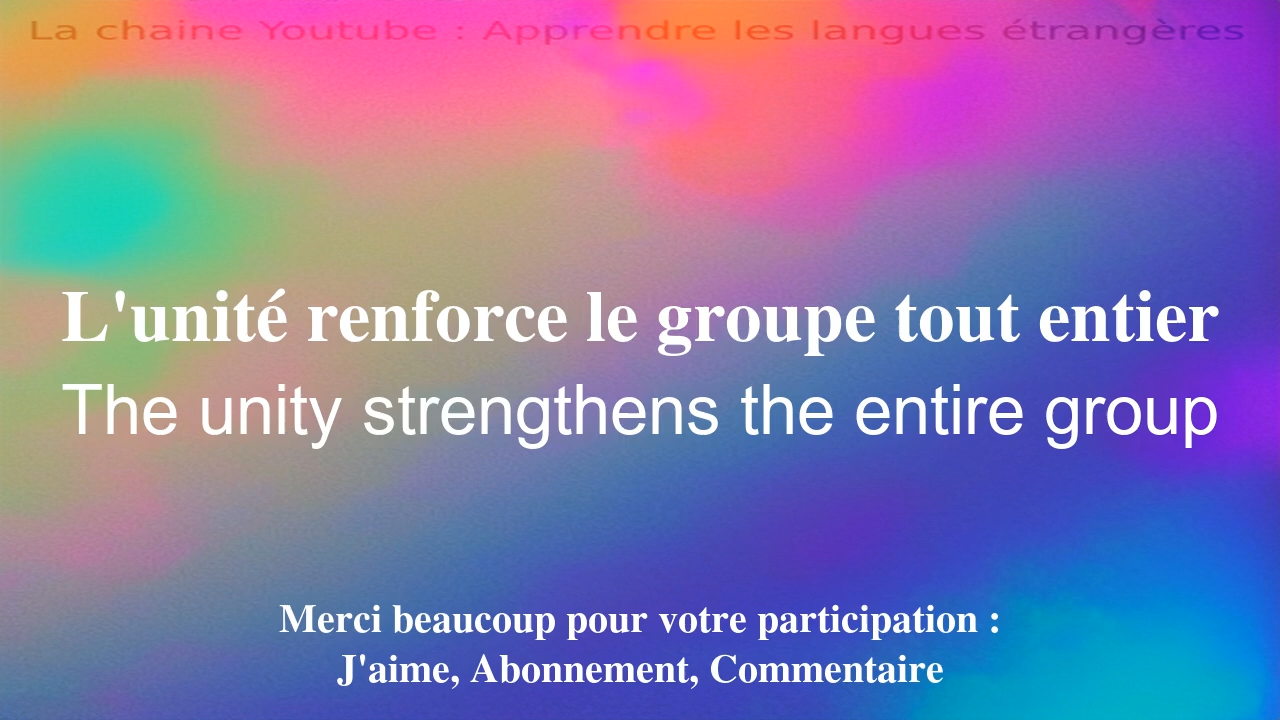 La chaine Youtube : Apprendre les langues étrangères
L'unité renforce le groupe tout entier
The unity strengthens the entire group
Merci beaucoup pour votre participation :
J'aime, Abonnement, Commentaire